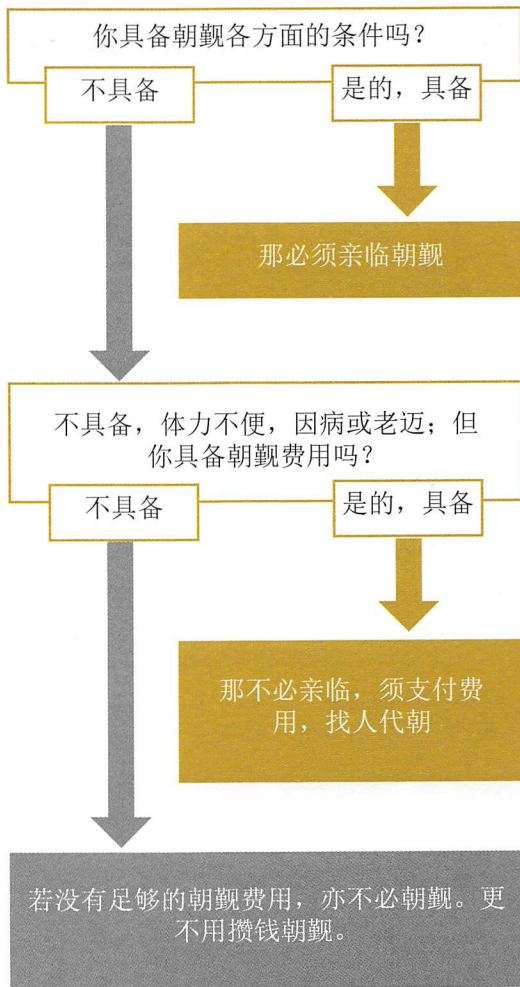 你具备朝觐各方面的条件吗？
不具备
是的，具备
那必须亲临朝觐
不具备，体力不便，因病或老迈；但
你具备朝觐费用吗？
不具备
是的，具备
那不必亲临，须支付费
用，找人代朝
若没有足够的朝觐费用，亦不必朝觐。更
不用攒钱朝觐。